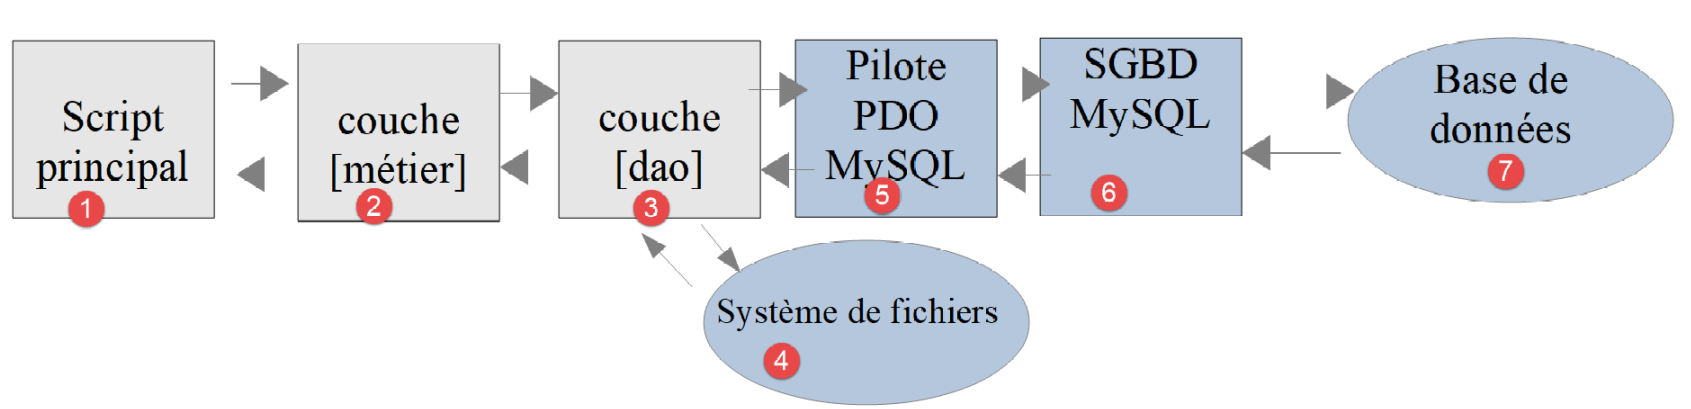 Script
principal
1
couche
[métier]
2
couche
[dao]
3
Pilote
PDO
MySQL
5
SGBD
MySQL
6
Base de
données
7
Système de fichiers
4